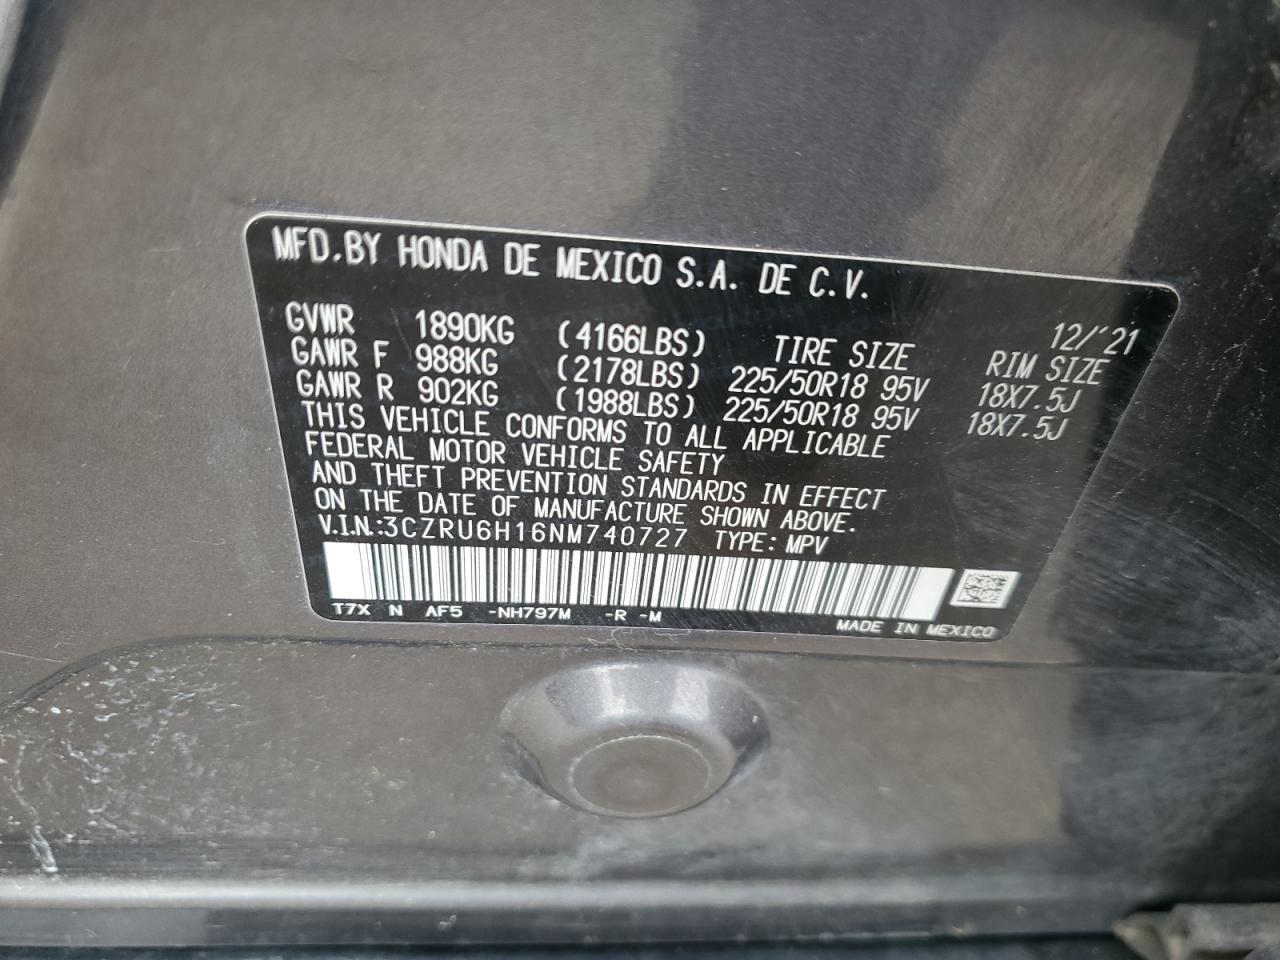 MFD.BY HONDA DE MEXICO S.A. DE C.V.
12/'21
GVWR 1890KG (4166LBS) TIRE SIZE RIM SIZE
GAWR F 988KG (2178LBS) 225/50R18 95V 18X7.5J
GAWR R 902KG (1988LBS) 225/50R18 95V 18X7.5J
THIS VEHICLE CONFORMS TO ALL APPLICABLE
FEDERAL MOTOR VEHICLE SAFETY
AND THEFT PREVENTION STANDARDS IN EFFECT
ON THE DATE OF MANUFACTURE SHOWN ABOVE.
V.I.N.:3CZRU6H16NM740727 TYPE: MPV
T7X N AF5 -NH797M -R -M
MADE IN MEXICO